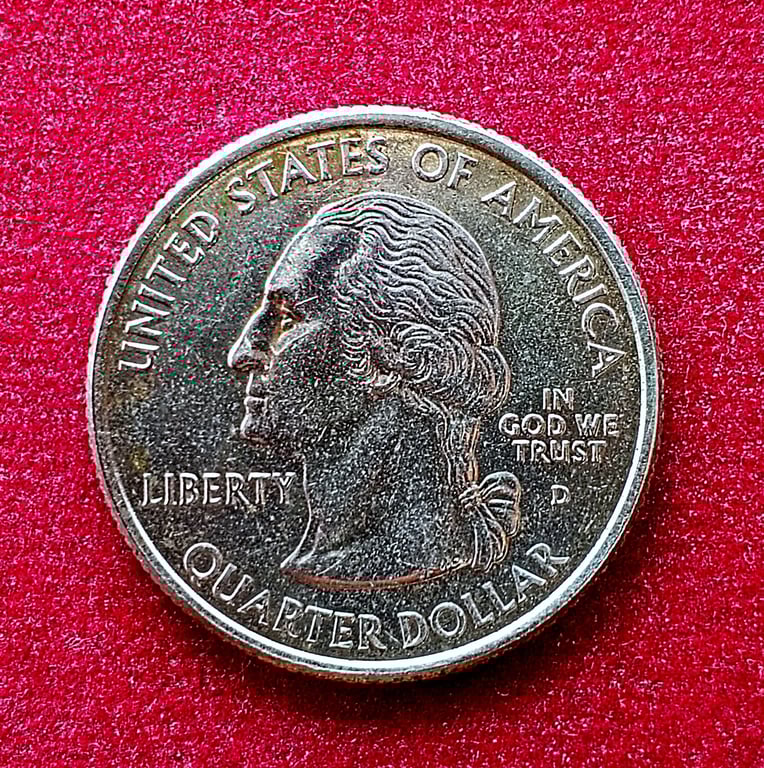 UNITED STATES OF AMERICA
LIBERTY
IN
GOD WE
TRUST
D
QUARTER DOLLAR